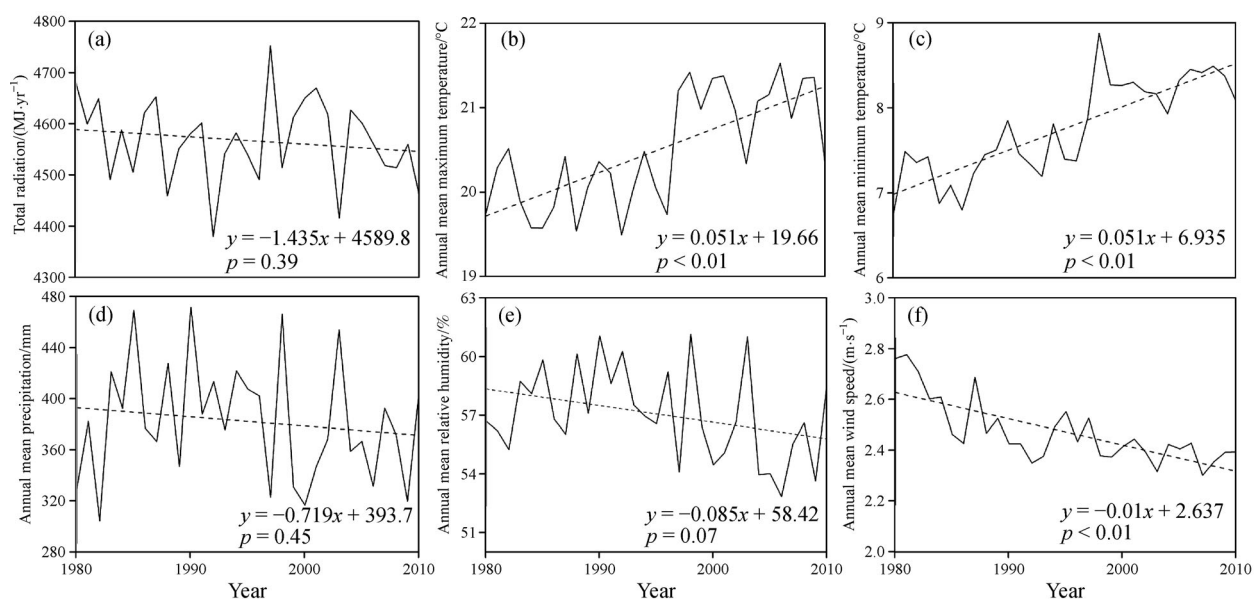 (a)
4800
4700
4600
4500
4400
4300
Total radiation/(MJ·yr⁻¹)
y = −1.435x + 4589.8
p = 0.39
(b)
22
21
20
19
Annual mean maximum temperature/°C
y = 0.051x + 19.66
p < 0.01
(c)
9
8
7
6
Annual mean minimum temperature/°C
y = 0.051x + 6.935
p < 0.01
(d)
480
440
400
360
320
280
Annual mean precipitation/mm
y = −0.719x + 393.7
p = 0.45
1980
1990
2000
2010
Year
(e)
63
60
57
54
51
Annual mean relative humidity/%
y = −0.085x + 58.42
p = 0.07
1980
1990
2000
2010
Year
(f)
3.0
2.8
2.6
2.4
2.2
2.0
Annual mean wind speed/(m·s⁻¹)
y = −0.01x + 2.637
p < 0.01
1980
1990
2000
2010
Year